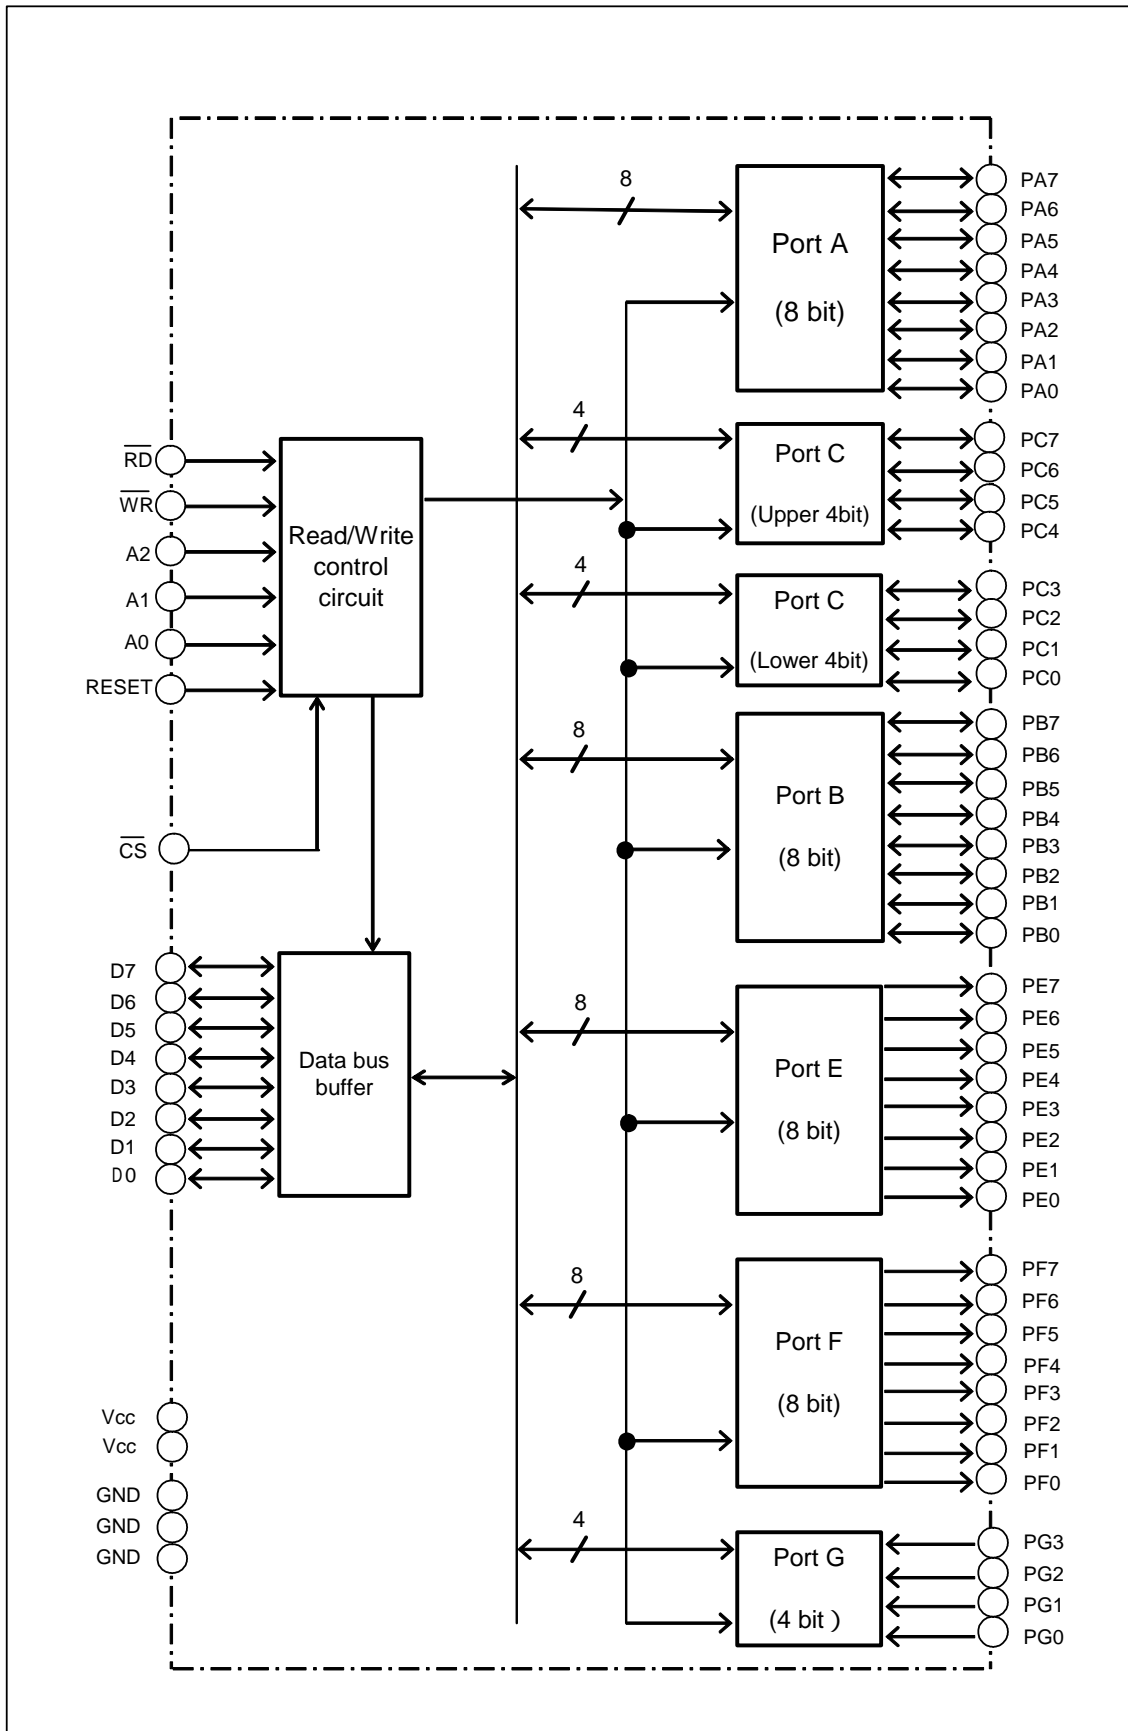 8
Port A
(8 bit)
PA7
PA6
PA5
PA4
PA3
PA2
PA1
PA0
4
Port C
(Upper 4bit)
PC7
PC6
PC5
PC4
RD
WR
A2
A1
A0
RESET
Read/Write
control
circuit
4
Port C
(Lower 4bit)
PC3
PC2
PC1
PC0
8
Port B
(8 bit)
PB7
PB6
PB5
PB4
PB3
PB2
PB1
PB0
CS
D7
D6
D5
D4
D3
D2
D1
D0
Data bus
buffer
8
Port E
(8 bit)
PE7
PE6
PE5
PE4
PE3
PE2
PE1
PE0
8
Port F
(8 bit)
PF7
PF6
PF5
PF4
PF3
PF2
PF1
PF0
Vcc
Vcc
GND
GND
GND
4
Port G
(4 bit )
PG3
PG2
PG1
PG0